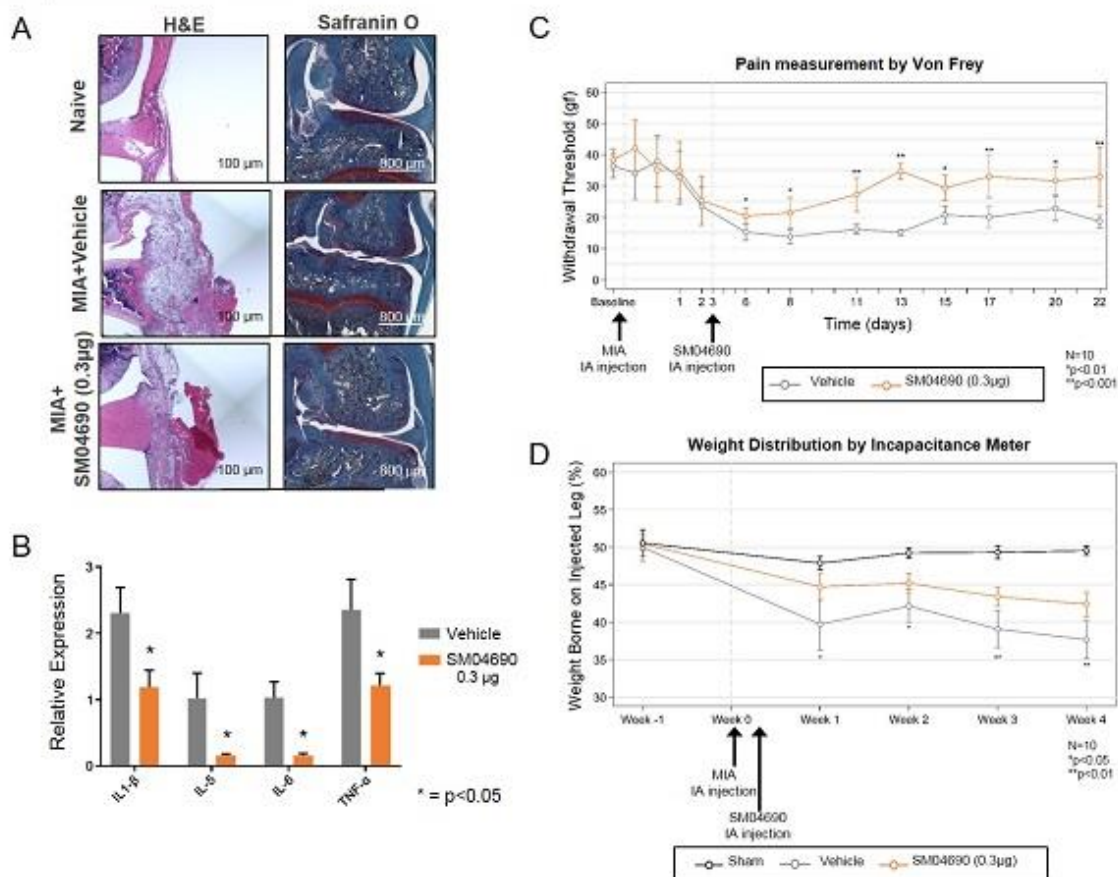 A
H&E
Safranin O
Naive
100 µm
800 µm
MIA+Vehicle
100 µm
800 µm
MIA+
SM04690 (0.3µg)
100 µm
800 µm
B
Relative Expression
3
2
1
0
IL1-β
IL-5
IL-6
TNF-α
*
*
*
*
Vehicle
SM04690
0.3 µg
* = p<0.05
C
Pain measurement by Von Frey
Withdrawal Threshold (gf)
60
50
40
30
20
10
0
*
*
**
**
*
**
*
**
Baseline
1
2
3
6
8
11
13
15
17
20
22
Time (days)
MIA
IA injection
SM04690
IA injection
N=10
*p<0.01
**p<0.001
Vehicle
SM04690 (0.3µg)
D
Weight Distribution by Incapacitance Meter
Weight Borne on Injected Leg (%)
60
55
50
45
40
35
30
*
*
**
**
Week -1
Week 0
Week 1
Week 2
Week 3
Week 4
MIA
IA injection
SM04690
IA injection
N=10
*p<0.05
**p<0.01
Sham
Vehicle
SM04690 (0.3µg)